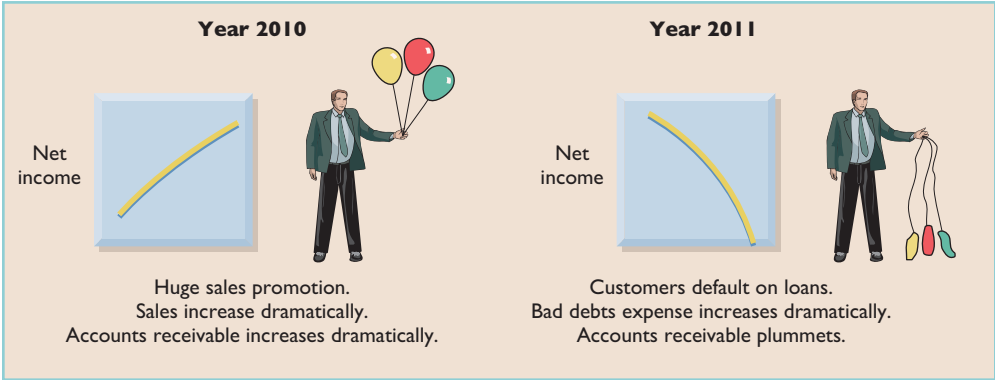 Year 2010
Net
income
Huge sales promotion.
Sales increase dramatically.
Accounts receivable increases dramatically.
Year 2011
Net
income
Customers default on loans.
Bad debts expense increases dramatically.
Accounts receivable plummets.